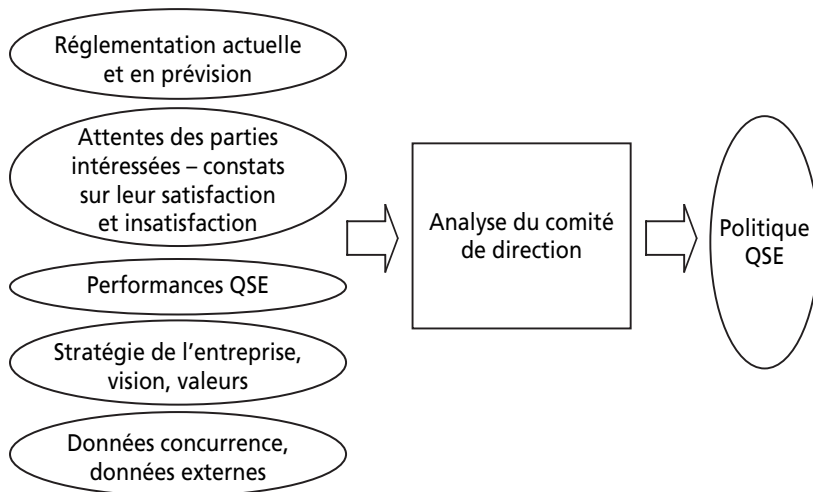 Réglementation actuelle
et en prévision
Attentes des parties
intéressées – constats
sur leur satisfaction
et insatisfaction
Performances QSE
Stratégie de l'entreprise,
vision, valeurs
Données concurrence,
données externes
Analyse du comité
de direction
Politique
QSE